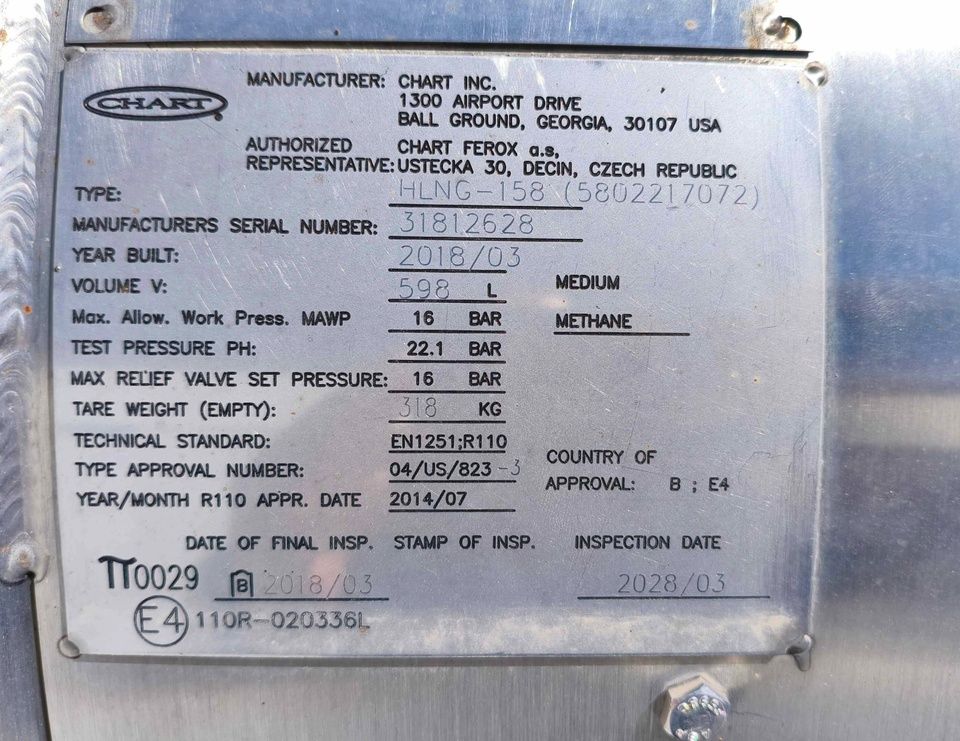 CHART
MANUFACTURER: CHART INC.
1300 AIRPORT DRIVE
BALL GROUND, GEORGIA, 30107 USA
AUTHORIZED REPRESENTATIVE: CHART FEROX a.s,
USTECKA 30, DECIN, CZECH REPUBLIC
TYPE: HLNG-158 (5802217072)
MANUFACTURERS SERIAL NUMBER: 31812628
YEAR BUILT: 2018/03
VOLUME V: 598 L
MEDIUM
Max. Allow. Work Press. MAWP 16 BAR
METHANE
TEST PRESSURE PH: 22.1 BAR
MAX RELIEF VALVE SET PRESSURE: 16 BAR
TARE WEIGHT (EMPTY): 318 KG
TECHNICAL STANDARD: EN1251;R110
TYPE APPROVAL NUMBER: 04/US/823-3
COUNTRY OF
APPROVAL: B ; E4
YEAR/MONTH R110 APPR. DATE 2014/07
DATE OF FINAL INSP. STAMP OF INSP. INSPECTION DATE
π0029 B 2018/03 2028/03
E4 110R-020336L